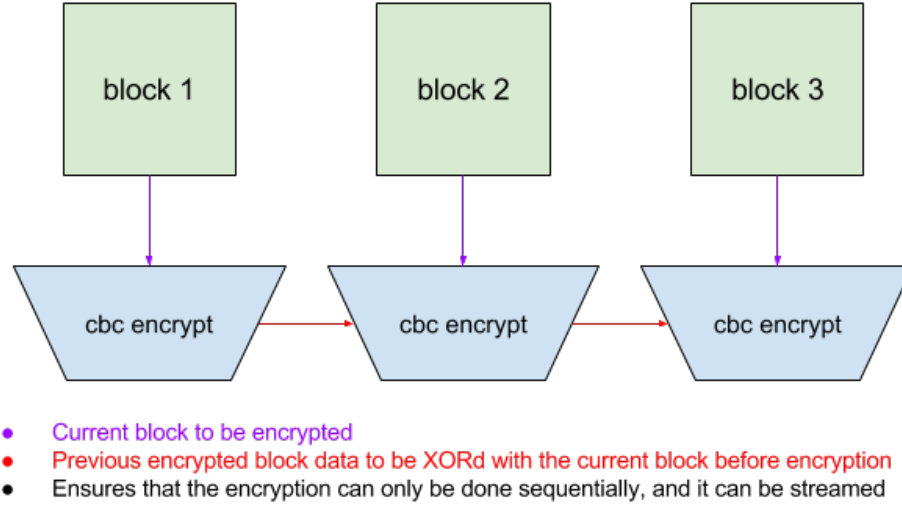 block 1
block 2
block 3
cbc encrypt
cbc encrypt
cbc encrypt
Current block to be encrypted
Previous encrypted block data to be XORd with the current block before encryption
Ensures that the encryption can only be done sequentially, and it can be streamed